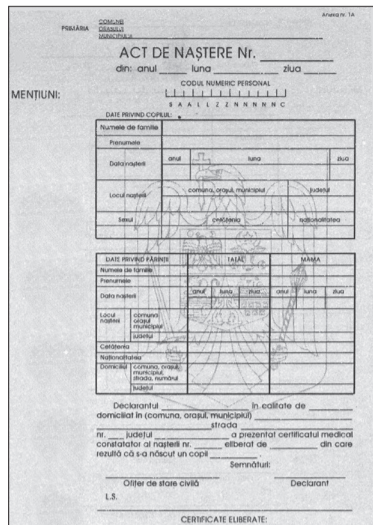 Anexa nr. 1A
COMUNEI
PRIMĂRIA ORAȘULUI
MUNICIPIULUI
ACT DE NAȘTERE Nr.
din: anul luna ziua
CODUL NUMERIC PERSONAL
S A A L L Z Z N N N N N C
MENȚIUNI:
DATE PRIVIND COPILUL:
Numele de familie
Prenumele
Data nașterii anul luna ziua
Locul nașterii comuna, orașul, municipiul județul
Sexul cetățenia naționalitatea
DATE PRIVIND PĂRINȚII TATĂL MAMA
Numele de familie
Prenumele
Data nașterii anul luna ziua anul luna ziua
Locul nașterii comuna orașul municipiul
județul
Cetățenia
Naționalitatea
Domiciliul comuna, orașul, municipiul, strada, numărul
județul
Declarantul în calitate de
domiciliat în (comuna, orașul, municipiul)
strada
nr. județul a prezentat certificatul medical
constatator al nașterii nr. eliberat de din care
rezultă că s-a născut un copil .
Semnături:
Ofițer de stare civilă Declarant
L.S.
CERTIFICATE ELIBERATE: